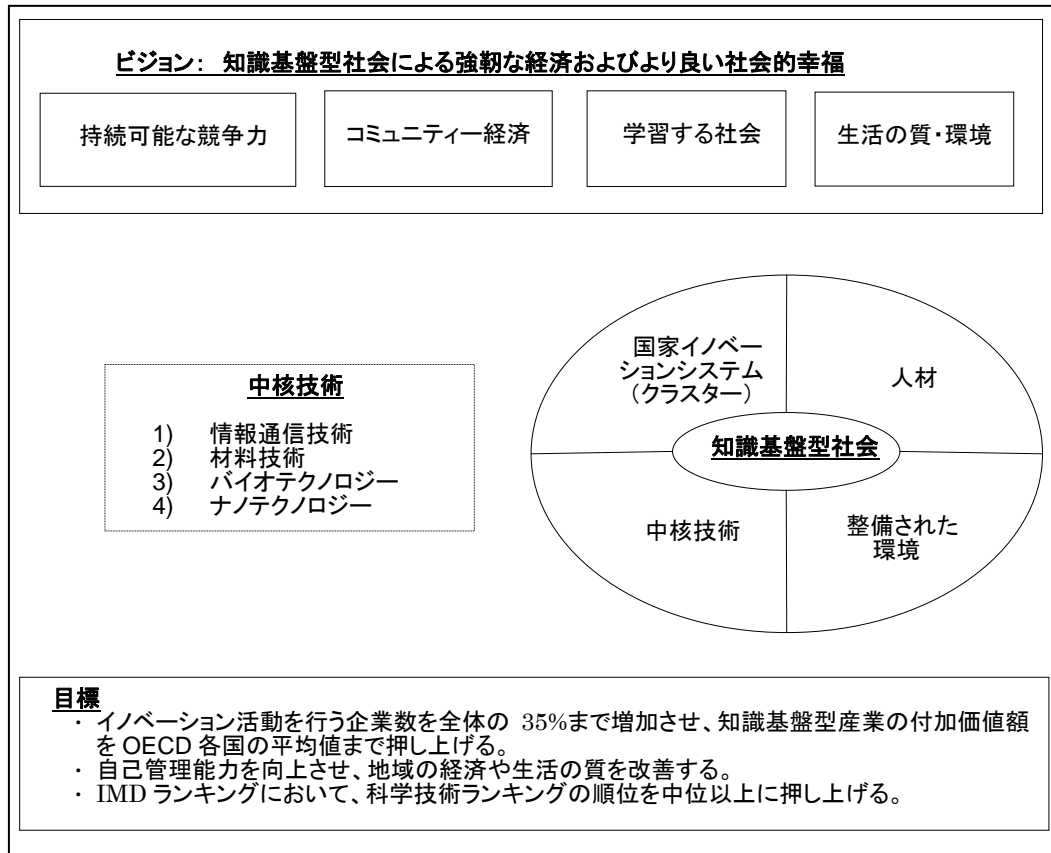 ビジョン： 知識基盤型社会による強靭な経済およびより良い社会的幸福
持続可能な競争力
コミュニティー経済
学習する社会
生活の質・環境
国家イノベー
ションシステム
（クラスター）
人材
知識基盤型社会
中核技術
整備された
環境
中核技術
1) 情報通信技術
2) 材料技術
3) バイオテクノロジー
4) ナノテクノロジー
目標
・ イノベーション活動を行う企業数を全体の 35%まで増加させ、知識基盤型産業の付加価値額
を OECD 各国の平均値まで押し上げる。
・ 自己管理能力を向上させ、地域の経済や生活の質を改善する。
・ IMD ランキングにおいて、科学技術ランキングの順位を中位以上に押し上げる。